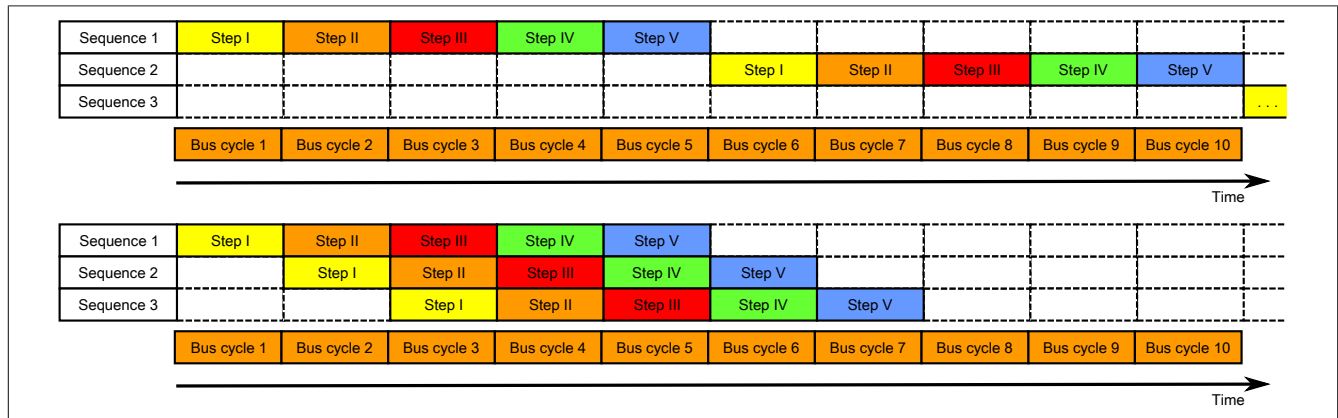 Sequence 1 Step I Step II Step III Step IV Step V
Sequence 2 Step I Step II Step III Step IV Step V
Sequence 3 . . .
Bus cycle 1 Bus cycle 2 Bus cycle 3 Bus cycle 4 Bus cycle 5 Bus cycle 6 Bus cycle 7 Bus cycle 8 Bus cycle 9 Bus cycle 10
Time
Sequence 1 Step I Step II Step III Step IV Step V
Sequence 2 Step I Step II Step III Step IV Step V
Sequence 3 Step I Step II Step III Step IV Step V
Bus cycle 1 Bus cycle 2 Bus cycle 3 Bus cycle 4 Bus cycle 5 Bus cycle 6 Bus cycle 7 Bus cycle 8 Bus cycle 9 Bus cycle 10
Time